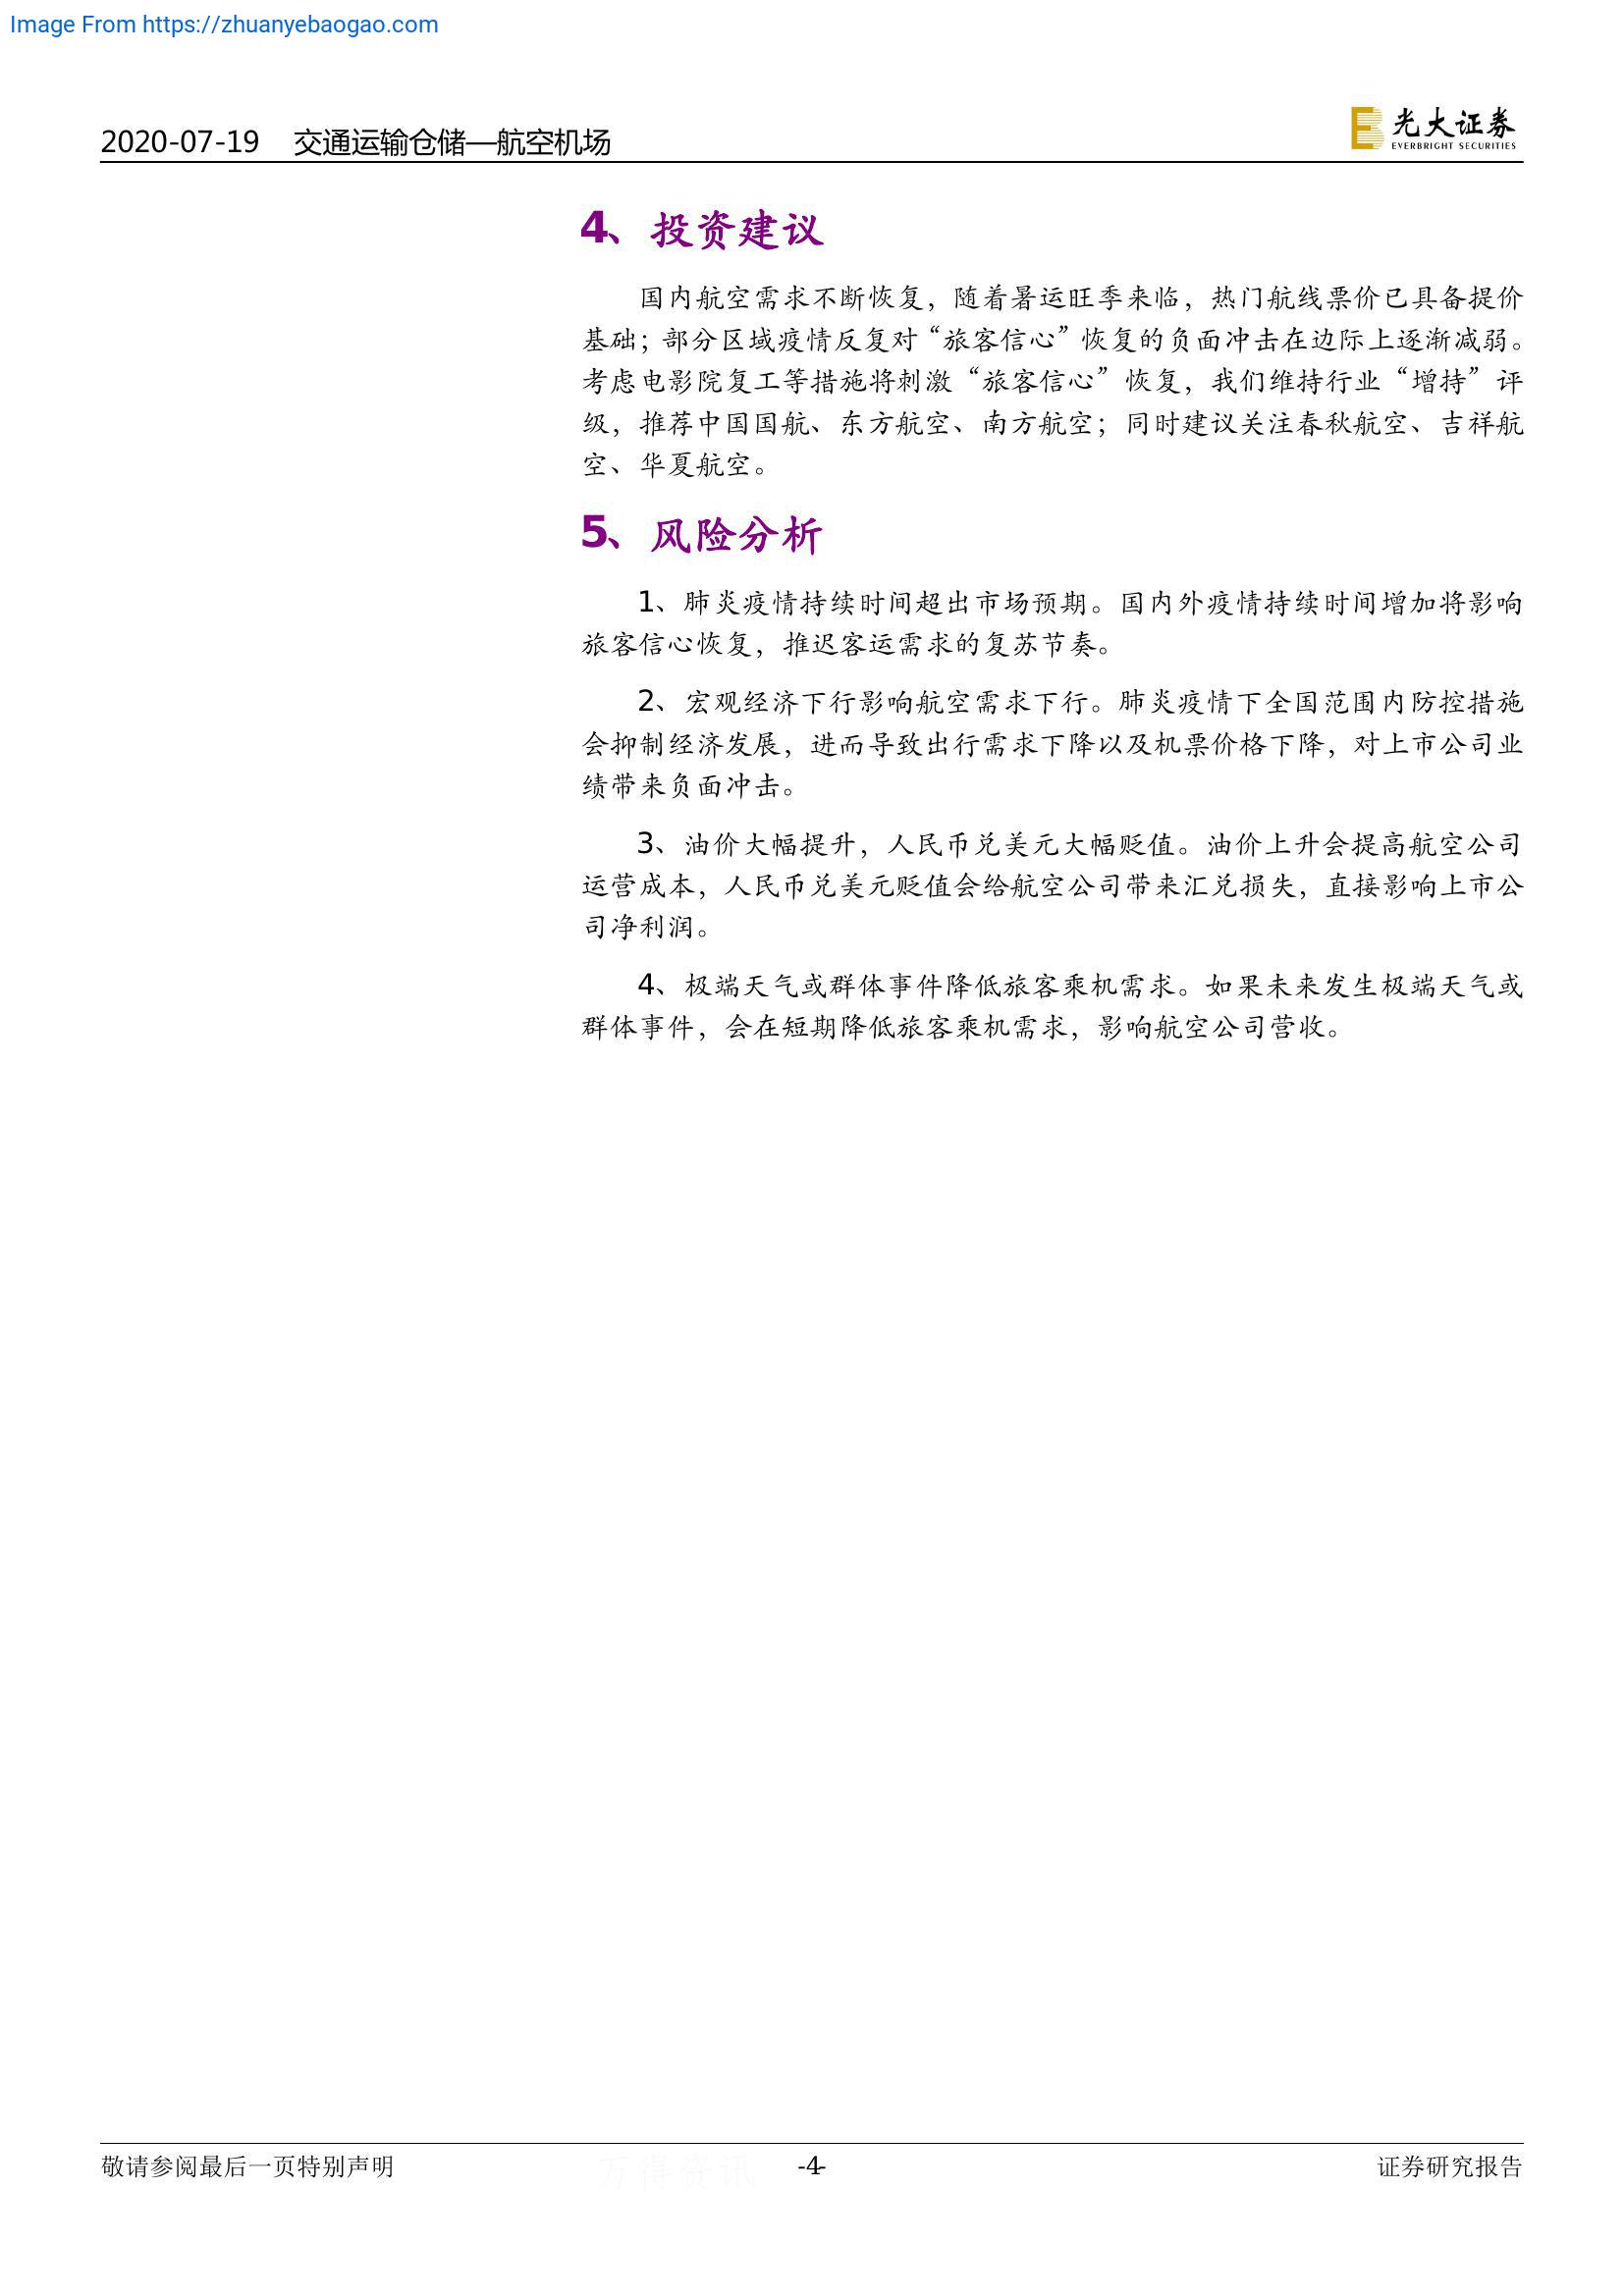 Image From https://zhuanyebaogao.com
2020-07-19 交通运输仓储—航空机场
光大证券
EVERBRIGHT SECURITIES
4、投资建议
国内航空需求不断恢复，随着暑运旺季来临，热门航线票价已具备提价
基础；部分区域疫情反复对“旅客信心”恢复的负面冲击在边际上逐渐减弱。
考虑电影院复工等措施将刺激“旅客信心”恢复，我们维持行业“增持”评
级，推荐中国国航、东方航空、南方航空；同时建议关注春秋航空、吉祥航
空、华夏航空。
5、风险分析
1、肺炎疫情持续时间超出市场预期。国内外疫情持续时间增加将影响
旅客信心恢复，推迟客运需求的复苏节奏。
2、宏观经济下行影响航空需求下行。肺炎疫情下全国范围内防控措施
会抑制经济发展，进而导致出行需求下降以及机票价格下降，对上市公司业
绩带来负面冲击。
3、油价大幅提升，人民币兑美元大幅贬值。油价上升会提高航空公司
运营成本，人民币兑美元贬值会给航空公司带来汇兑损失，直接影响上市公
司净利润。
4、极端天气或群体事件降低旅客乘机需求。如果未来发生极端天气或
群体事件，会在短期降低旅客乘机需求，影响航空公司营收。
敬请参阅最后一页特别声明
万得资讯
-4-
证券研究报告